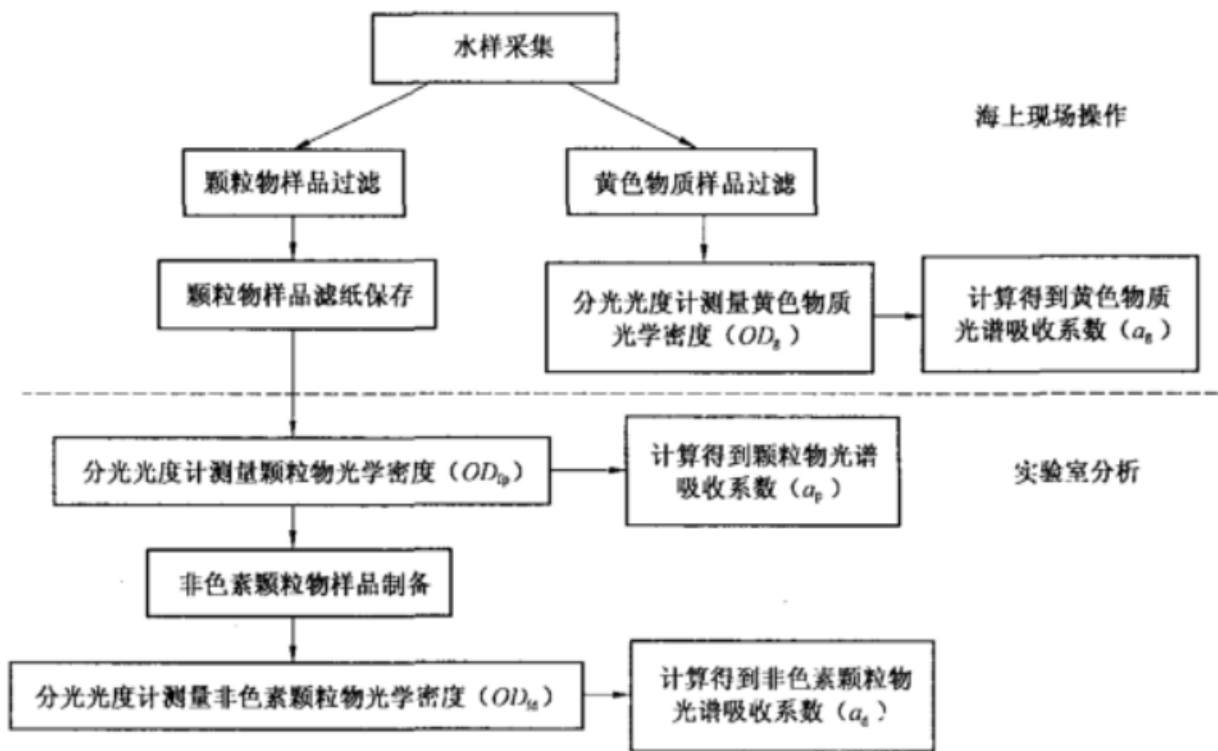 水样采集
海上现场操作
颗粒物样品过滤
黄色物质样品过滤
颗粒物样品滤纸保存
分光光度计测量黄色物质
光学密度（ODg）
计算得到黄色物质
光谱吸收系数（ag）
分光光度计测量颗粒物光学密度（ODfp）
计算得到颗粒物光谱
吸收系数（ap）
实验室分析
非色素颗粒物样品制备
分光光度计测量非色素颗粒物光学密度（ODfd）
计算得到非色素颗粒物
光谱吸收系数（ad）